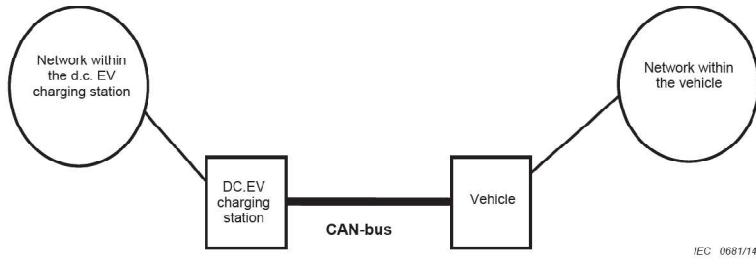 Network within
the d.c. EV
charging station
Network within
the vehicle
DC.EV
charging
station
Vehicle
CAN-bus
IEC 0681/14